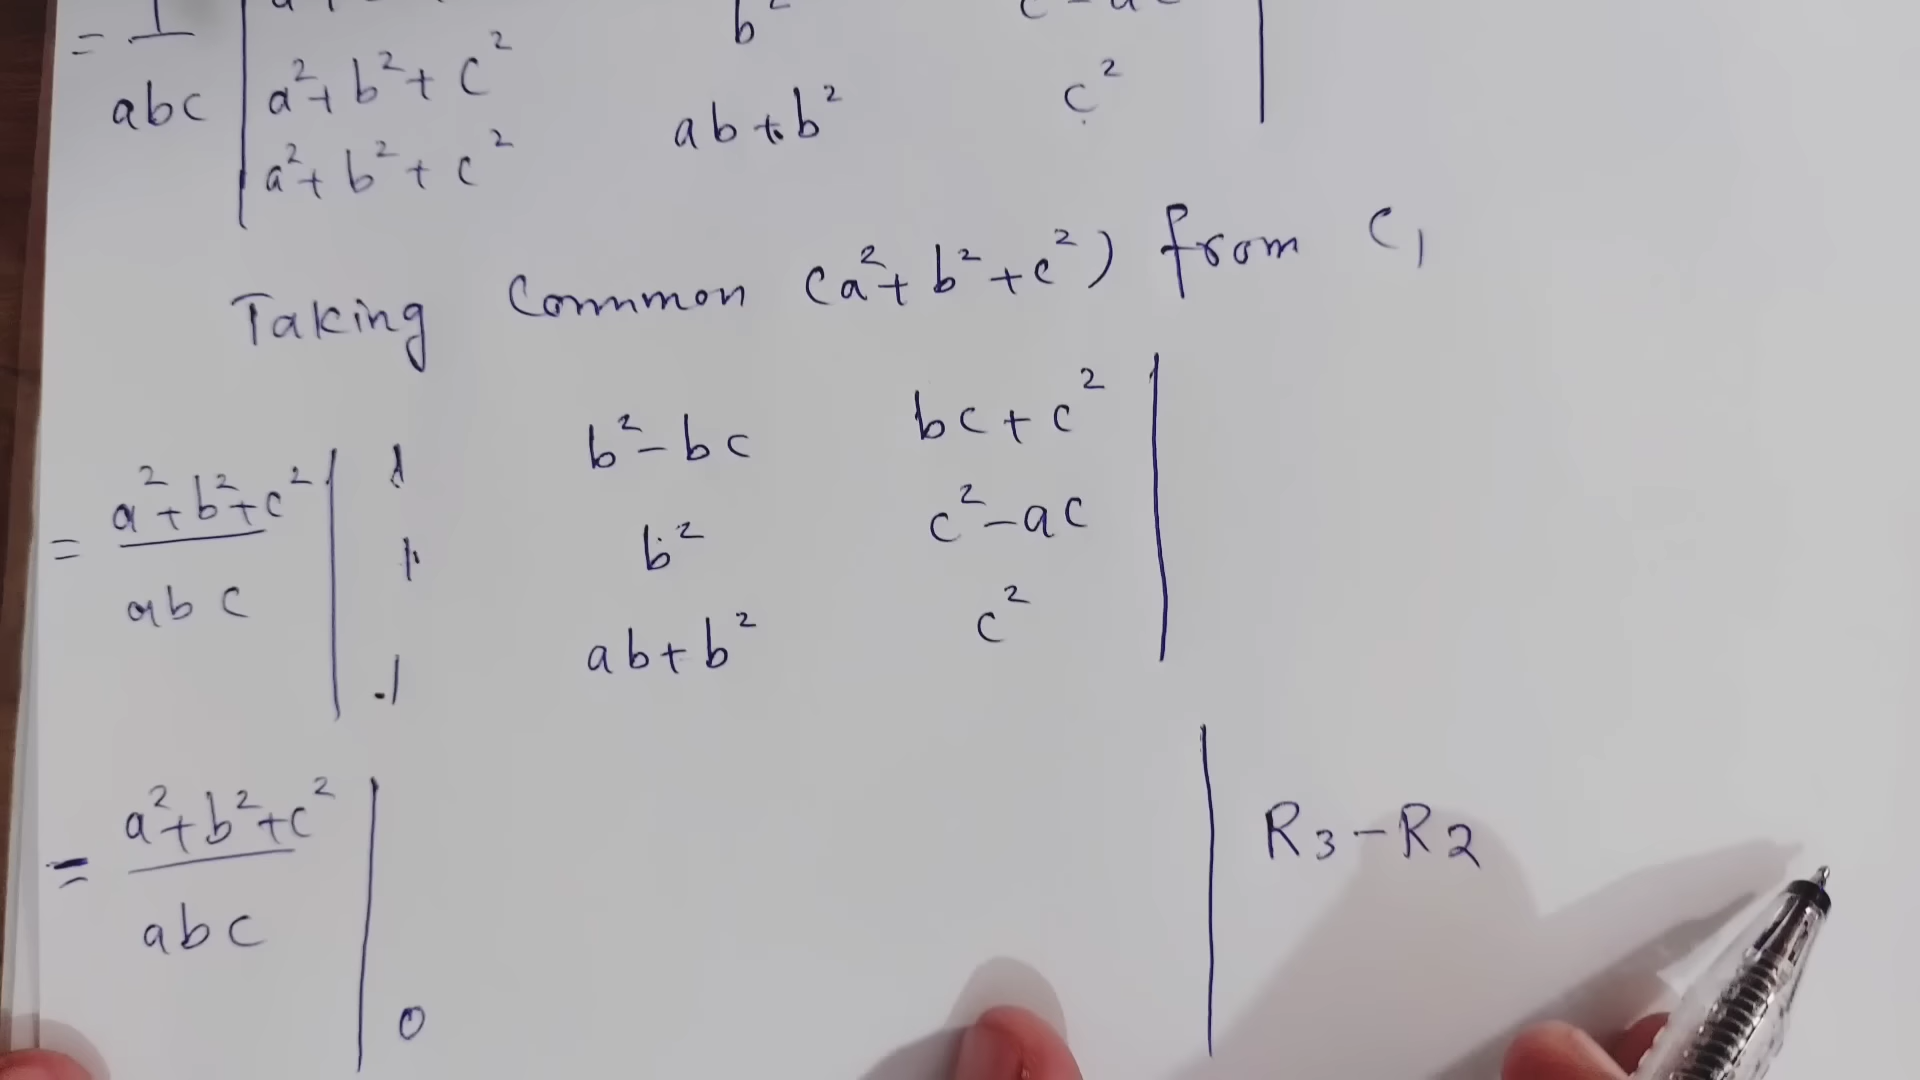 = 1 b² c² - ac
abc a²+b²+c² ab+b² c²
a²+b²+c²
Taking Common (a²+b²+c²) from C₁
1 b²-bc bc+c²
= a²+b²+c² 1 b² c²-ac
abc
1 ab+b² c²
= a²+b²+c² R₃-R₂
abc
0